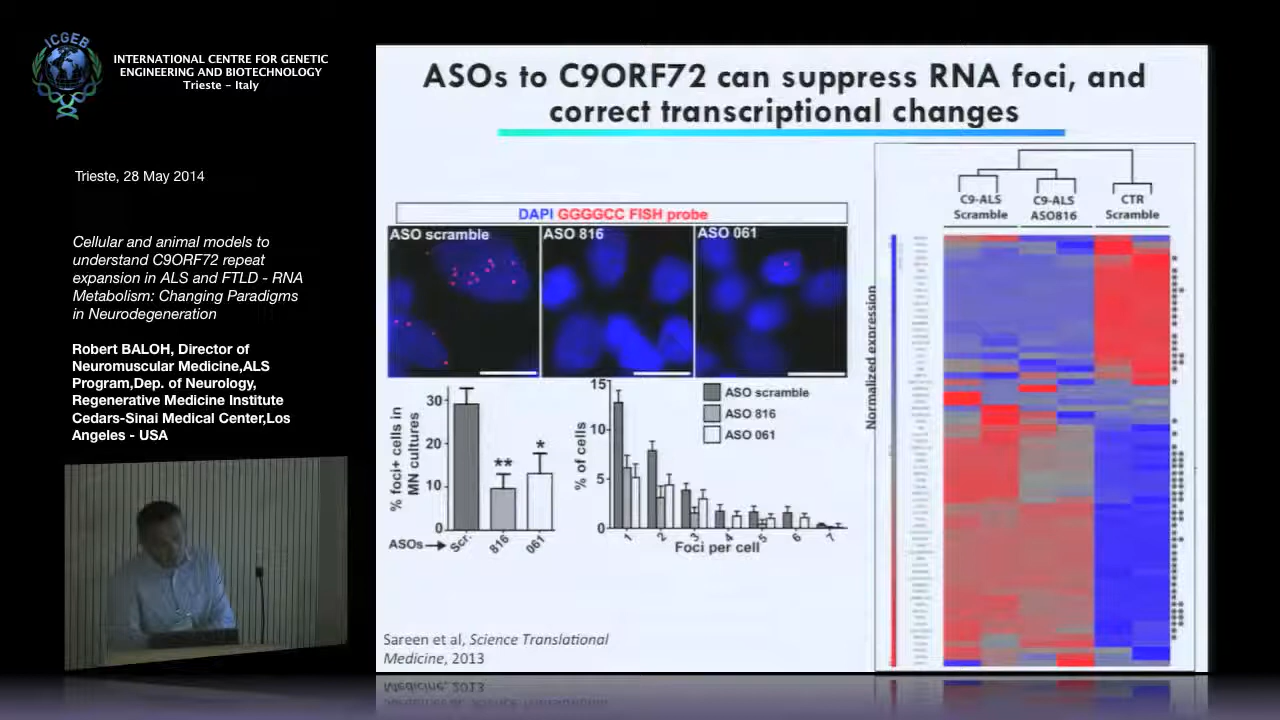 ICGEB
INTERNATIONAL CENTRE FOR GENETIC
ENGINEERING AND BIOTECHNOLOGY
Trieste - Italy
Trieste, 28 May 2014
Cellular and animal models to
understand C9ORF72 repeat
expansion in ALS and FTLD - RNA
Metabolism: Changing Paradigms
in Neurodegeneration
Robert BALOH, Director of
Neuromuscular Medicine,ALS
Program,Dep. of Neurology,
Regenerative Medicine Institute
Cedars-Sinai Medical Center,Los
Angeles - USA
ASOs to C9ORF72 can suppress RNA foci, and
correct transcriptional changes
DAPI GGGGCC FISH probe
ASO scramble
ASO 816
ASO 061
% foci+ cells in
MN cultures
30
20
10
0
**
*
ASOs
Scr.
816
061
% of cells
15
10
5
0
ASO scramble
ASO 816
ASO 061
1 2 3 4 5 6 7
Foci per cell
Sareen et al, Science Translational
Medicine, 2013
C9-ALS
Scramble
C9-ALS
ASO816
CTR
Scramble
Normalized expression